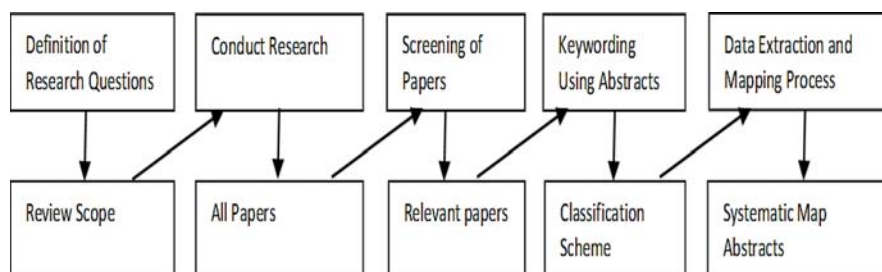 Definition of
Research Questions
Conduct Research
Screening of
Papers
Keywording
Using Abstracts
Data Extraction and
Mapping Process
Review Scope
All Papers
Relevant papers
Classification
Scheme
Systematic Map
Abstracts